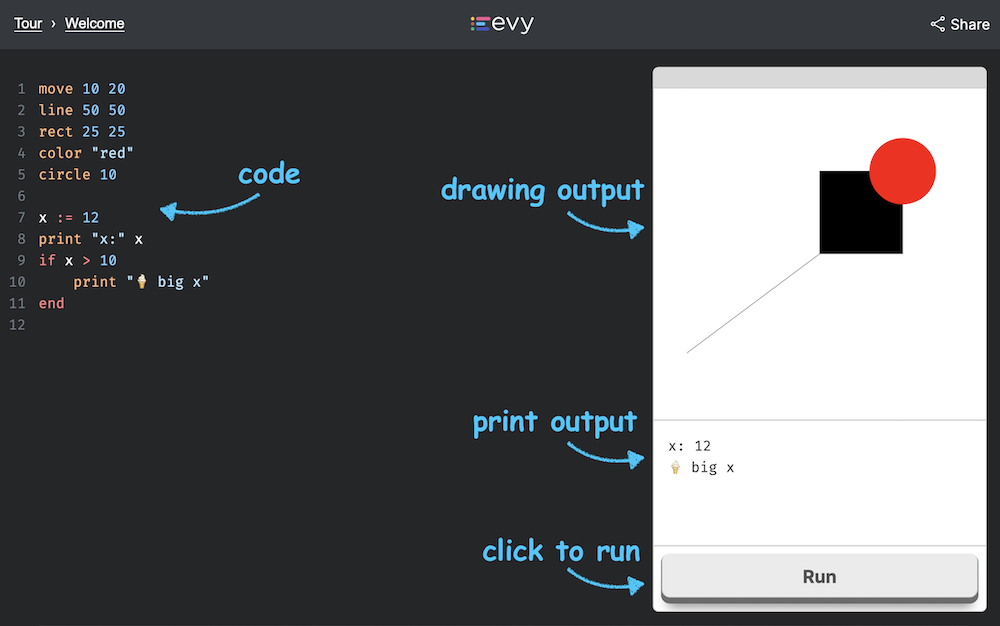 Tour › Welcome
evy
Share
1 move 10 20
2 line 50 50
3 rect 25 25
4 color "red"
5 circle 10
6
7 x := 12
8 print "x:" x
9 if x > 10
10 print "🍦 big x"
11 end
12
code
drawing output
print output
x: 12
🍦 big x
click to run
Run